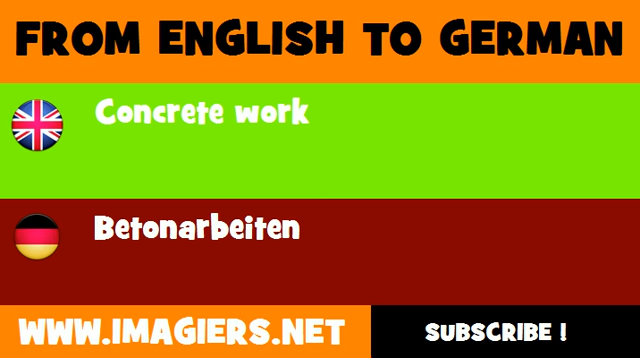 FROM ENGLISH TO GERMAN
Concrete work
Betonarbeiten
WWW.IMAGIERS.NET
SUBSCRIBE !